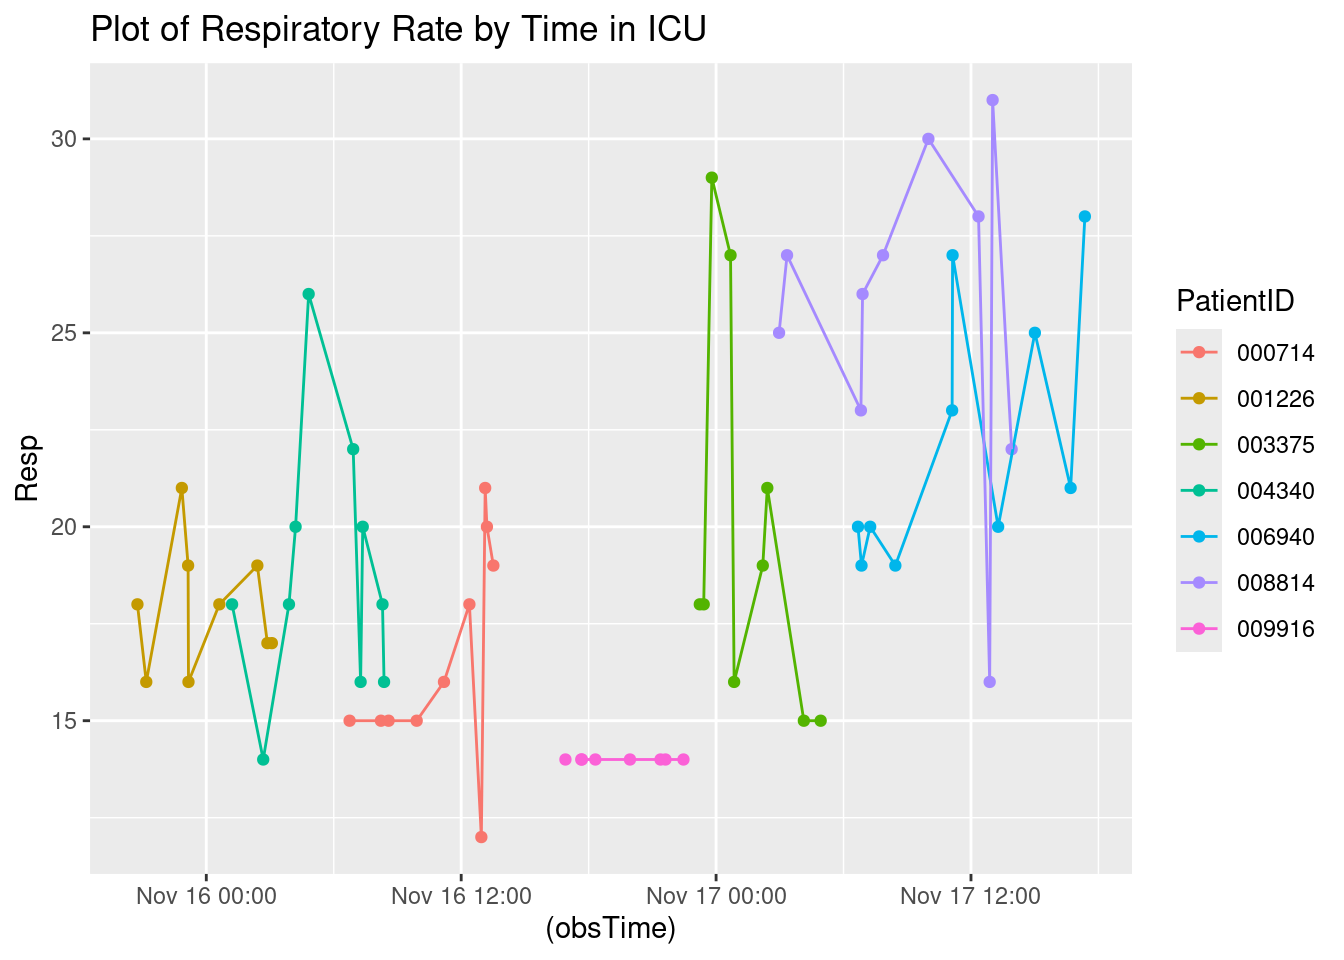 Plot of Respiratory Rate by Time in ICU
30
25
20
15
Resp
Nov 16 00:00
Nov 16 12:00
Nov 17 00:00
Nov 17 12:00
(obsTime)
PatientID
000714
001226
003375
004340
006940
008814
009916